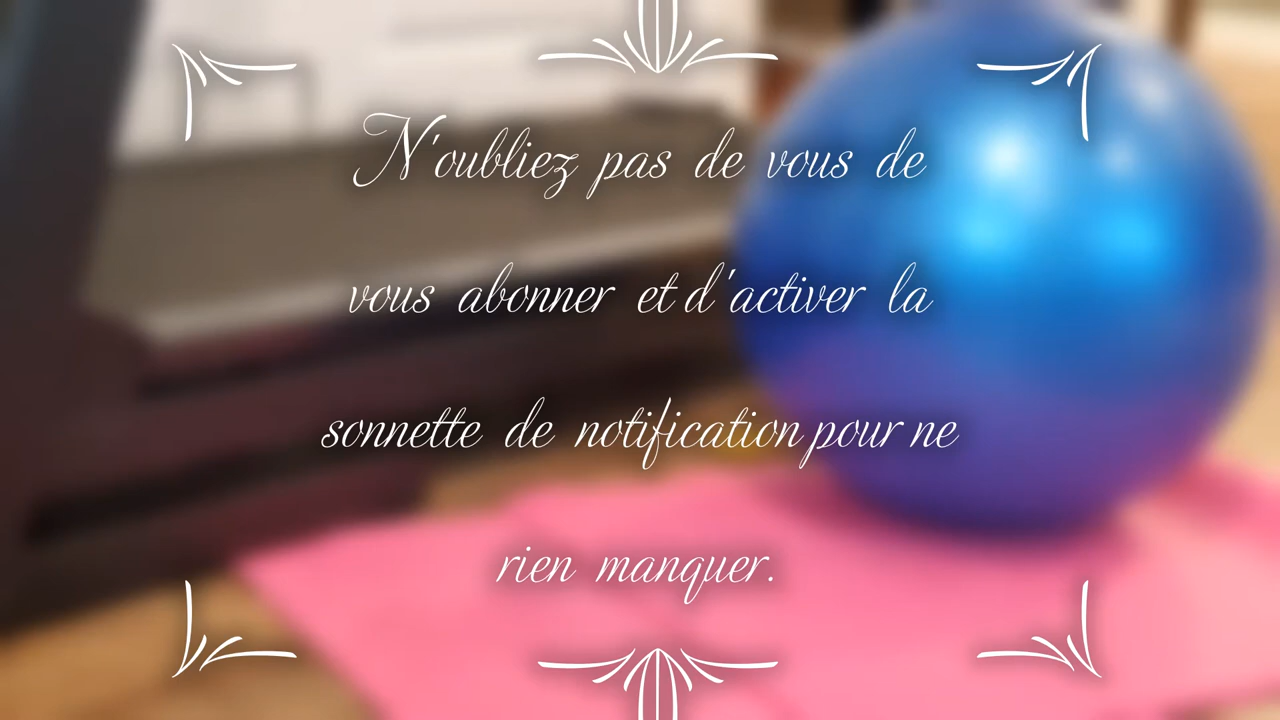 N'oubliez pas de vous de
vous abonner et d'activer la
sonnette de notification pour ne
rien manquer.